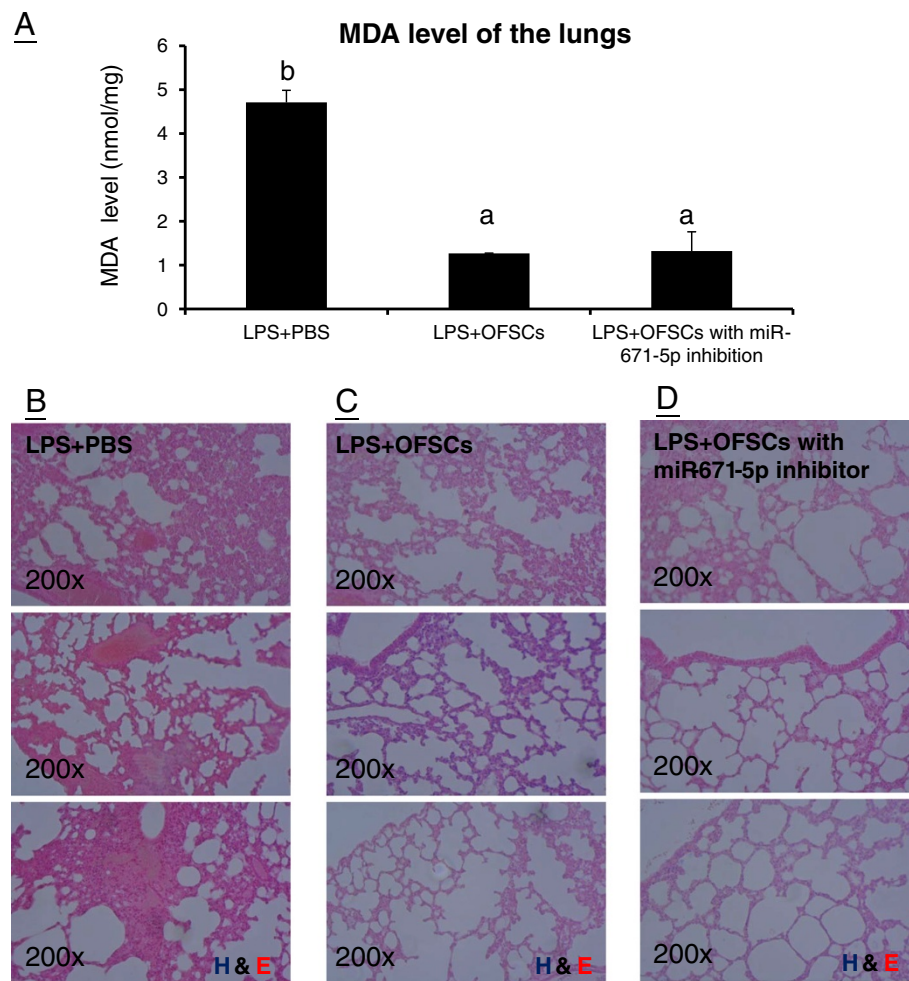 A
MDA level of the lungs
MDA level (nmol/mg)
6
5
4
3
2
1
0
b
a
a
LPS+PBS
LPS+OFSCs
LPS+OFSCs with miR-
671-5p inhibition
B
LPS+PBS
200x
200x
200x
H & E
C
LPS+OFSCs
200x
200x
200x
H & E
D
LPS+OFSCs with
miR-671-5p inhibitor
200x
200x
200x
H & E